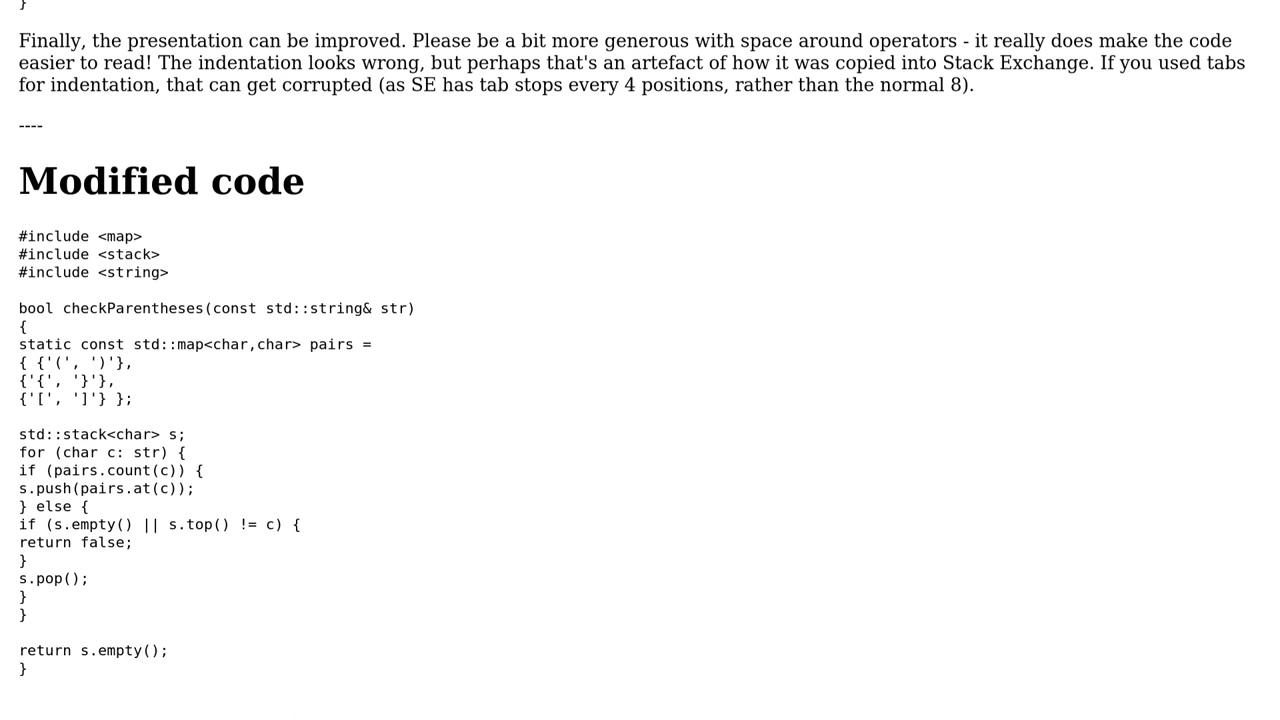 }
Finally, the presentation can be improved. Please be a bit more generous with space around operators - it really does make the code
easier to read! The indentation looks wrong, but perhaps that's an artefact of how it was copied into Stack Exchange. If you used tabs
for indentation, that can get corrupted (as SE has tab stops every 4 positions, rather than the normal 8).
----
Modified code
#include <map>
#include <stack>
#include <string>
bool checkParentheses(const std::string& str)
{
static const std::map<char,char> pairs =
{ {'(', ')'},
{'{', '}'},
{'[', ']'} };
std::stack<char> s;
for (char c: str) {
if (pairs.count(c)) {
s.push(pairs.at(c));
} else {
if (s.empty() || s.top() != c) {
return false;
}
s.pop();
}
}
return s.empty();
}